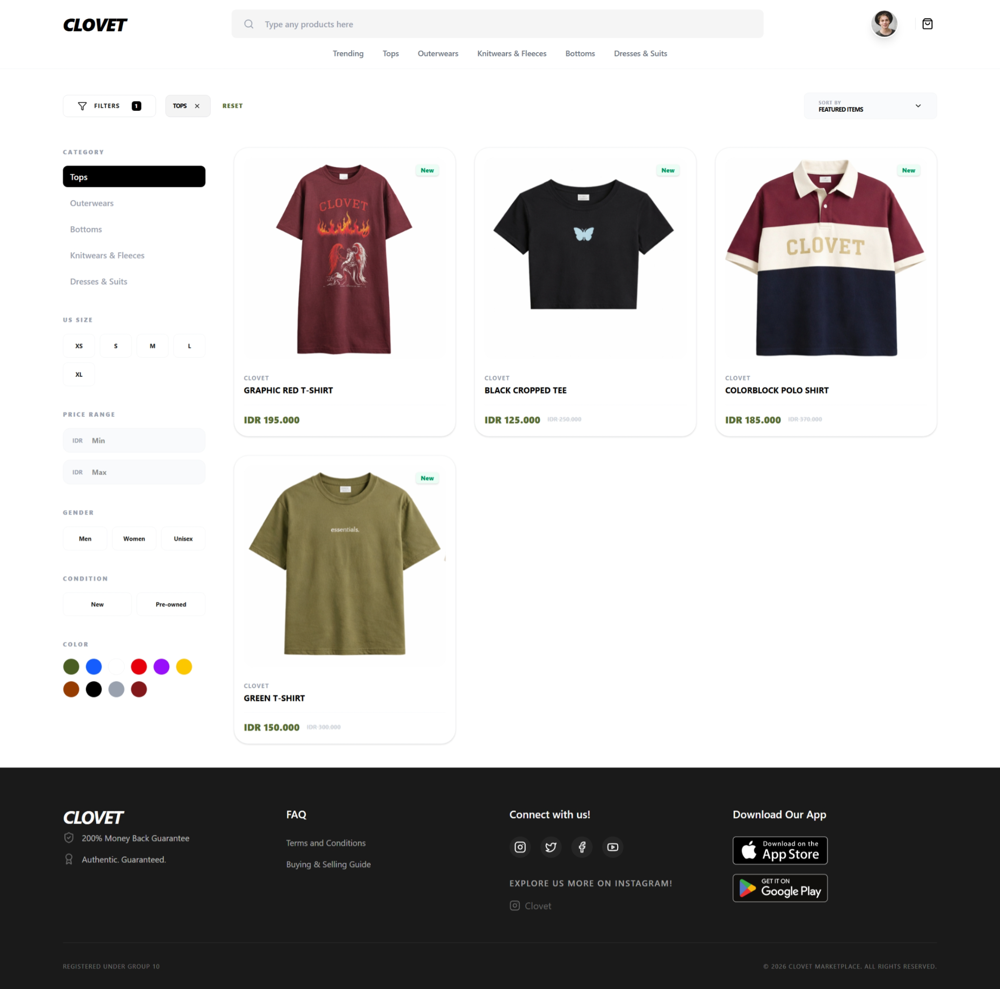 CLOVET
Type any products here
Trending Tops Outerwears Knitwears & Fleeces Bottoms Dresses & Suits
FILTERS 1 TOPS RESET
SORT BY
FEATURED ITEMS
CATEGORY
Tops
Outerwears
Bottoms
Knitwears & Fleeces
Dresses & Suits
US SIZE
XS S M L
XL
PRICE RANGE
IDR Min
IDR Max
GENDER
Men Women Unisex
CONDITION
New Pre-owned
COLOR
New
CLOVET
CLOVET
GRAPHIC RED T-SHIRT
IDR 195.000
New
CLOVET
BLACK CROPPED TEE
IDR 125.000 IDR 250.000
New
CLOVET
CLOVET
COLORBLOCK POLO SHIRT
IDR 185.000 IDR 370.000
New
essentials.
CLOVET
GREEN T-SHIRT
IDR 150.000 IDR 300.000
CLOVET
200% Money Back Guarantee
Authentic. Guaranteed.
FAQ
Terms and Conditions
Buying & Selling Guide
Connect with us!
EXPLORE US MORE ON INSTAGRAM!
Clovet
Download Our App
Download on the
App Store
GET IT ON
Google Play
REGISTERED UNDER GROUP 10
© 2026 CLOVET MARKETPLACE. ALL RIGHTS RESERVED.